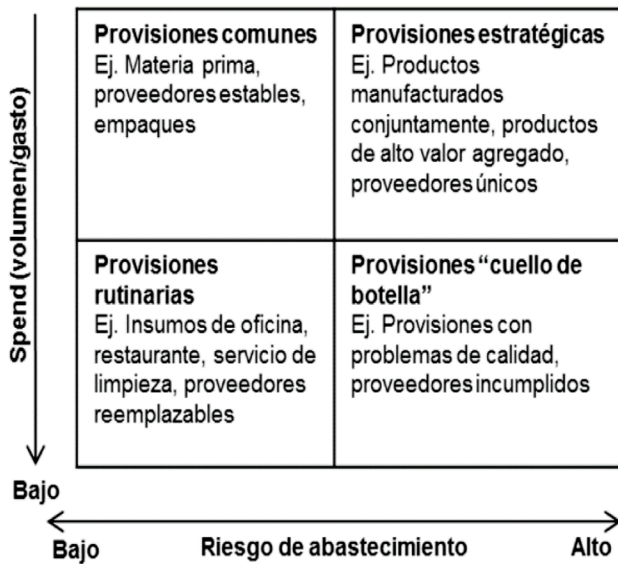 Provisiones comunes
Ej. Materia prima,
proveedores estables,
empaques
Provisiones estratégicas
Ej. Productos
manufacturados
conjuntamente, productos
de alto valor agregado,
proveedores únicos
Spend (volumen/gasto)
Provisiones
rutinarias
Ej. Insumos de oficina,
restaurante, servicio de
limpieza, proveedores
reemplazables
Provisiones “cuello de
botella”
Ej. Provisiones con
problemas de calidad,
proveedores incumplidos
Bajo
Bajo
Riesgo de abastecimiento
Alto